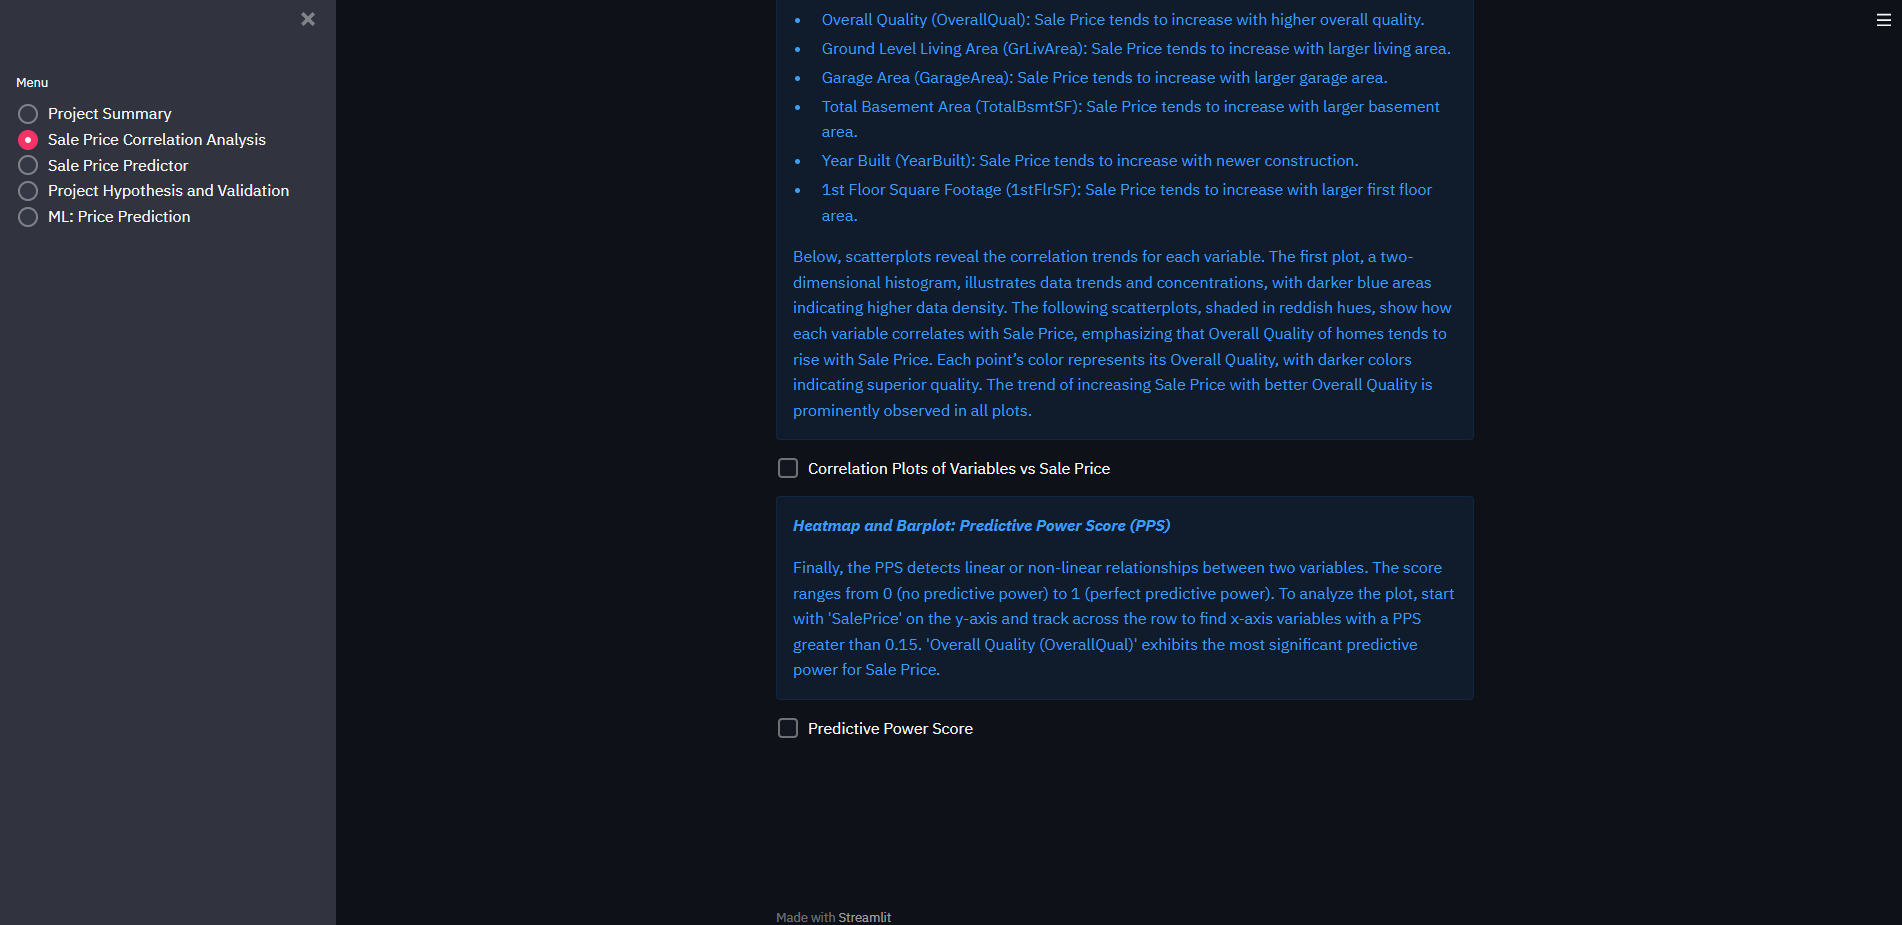 Menu
Project Summary
Sale Price Correlation Analysis
Sale Price Predictor
Project Hypothesis and Validation
ML: Price Prediction
• Overall Quality (OverallQual): Sale Price tends to increase with higher overall quality.
• Ground Level Living Area (GrLivArea): Sale Price tends to increase with larger living area.
• Garage Area (GarageArea): Sale Price tends to increase with larger garage area.
• Total Basement Area (TotalBsmtSF): Sale Price tends to increase with larger basement
area.
• Year Built (YearBuilt): Sale Price tends to increase with newer construction.
• 1st Floor Square Footage (1stFlrSF): Sale Price tends to increase with larger first floor
area.
Below, scatterplots reveal the correlation trends for each variable. The first plot, a two-
dimensional histogram, illustrates data trends and concentrations, with darker blue areas
indicating higher data density. The following scatterplots, shaded in reddish hues, show how
each variable correlates with Sale Price, emphasizing that Overall Quality of homes tends to
rise with Sale Price. Each point’s color represents its Overall Quality, with darker colors
indicating superior quality. The trend of increasing Sale Price with better Overall Quality is
prominently observed in all plots.
Correlation Plots of Variables vs Sale Price
Heatmap and Barplot: Predictive Power Score (PPS)
Finally, the PPS detects linear or non-linear relationships between two variables. The score
ranges from 0 (no predictive power) to 1 (perfect predictive power). To analyze the plot, start
with 'SalePrice' on the y-axis and track across the row to find x-axis variables with a PPS
greater than 0.15. 'Overall Quality (OverallQual)' exhibits the most significant predictive
power for Sale Price.
Predictive Power Score
Made with Streamlit